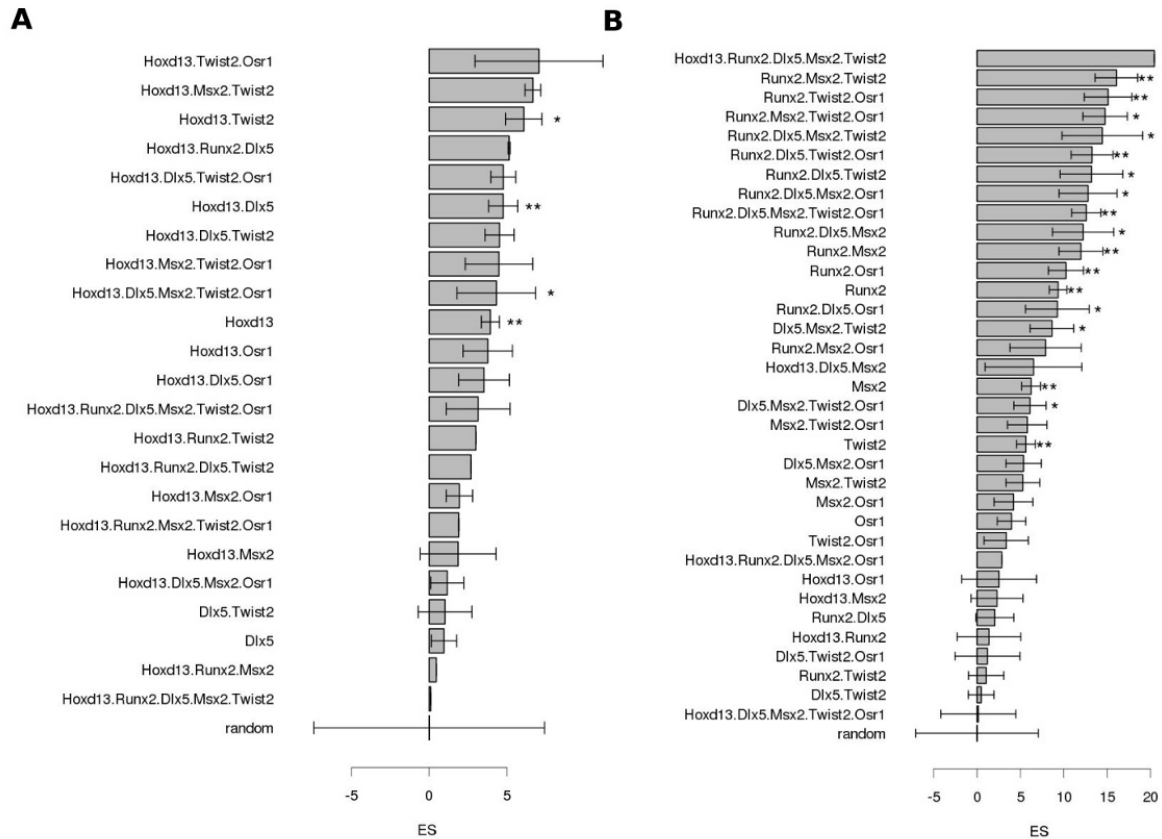 A
Hoxd13.Twist2.Osr1
Hoxd13.Msx2.Twist2
Hoxd13.Twist2
*
Hoxd13.Runx2.Dlx5
Hoxd13.Dlx5.Twist2.Osr1
Hoxd13.Dlx5
**
Hoxd13.Dlx5.Twist2
Hoxd13.Msx2.Twist2.Osr1
Hoxd13.Dlx5.Msx2.Twist2.Osr1
*
Hoxd13
**
Hoxd13.Osr1
Hoxd13.Dlx5.Osr1
Hoxd13.Runx2.Dlx5.Msx2.Twist2.Osr1
Hoxd13.Runx2.Twist2
Hoxd13.Runx2.Dlx5.Twist2
Hoxd13.Msx2.Osr1
Hoxd13.Runx2.Msx2.Twist2.Osr1
Hoxd13.Msx2
Hoxd13.Dlx5.Msx2.Osr1
Dlx5.Twist2
Dlx5
Hoxd13.Runx2.Msx2
Hoxd13.Runx2.Dlx5.Msx2.Twist2
random
-5 0 5
ES
B
Hoxd13.Runx2.Dlx5.Msx2.Twist2
Runx2.Msx2.Twist2
**
Runx2.Twist2.Osr1
**
Runx2.Msx2.Twist2.Osr1
*
Runx2.Dlx5.Msx2.Twist2
*
Runx2.Dlx5.Twist2.Osr1
**
Runx2.Dlx5.Twist2
*
Runx2.Dlx5.Msx2.Osr1
*
Runx2.Dlx5.Msx2.Twist2.Osr1
**
Runx2.Dlx5.Msx2
*
Runx2.Msx2
**
Runx2.Osr1
**
Runx2
**
Runx2.Dlx5.Osr1
*
Dlx5.Msx2.Twist2
*
Runx2.Msx2.Osr1
Hoxd13.Dlx5.Msx2
Msx2
**
Dlx5.Msx2.Twist2.Osr1
*
Msx2.Twist2.Osr1
Twist2
**
Dlx5.Msx2.Osr1
Msx2.Twist2
Msx2.Osr1
Osr1
Twist2.Osr1
Hoxd13.Runx2.Dlx5.Msx2.Osr1
Hoxd13.Osr1
Hoxd13.Msx2
Runx2.Dlx5
Hoxd13.Runx2
Dlx5.Twist2.Osr1
Runx2.Twist2
Dlx5.Twist2
Hoxd13.Dlx5.Msx2.Twist2.Osr1
random
-5 0 5 10 15 20
ES